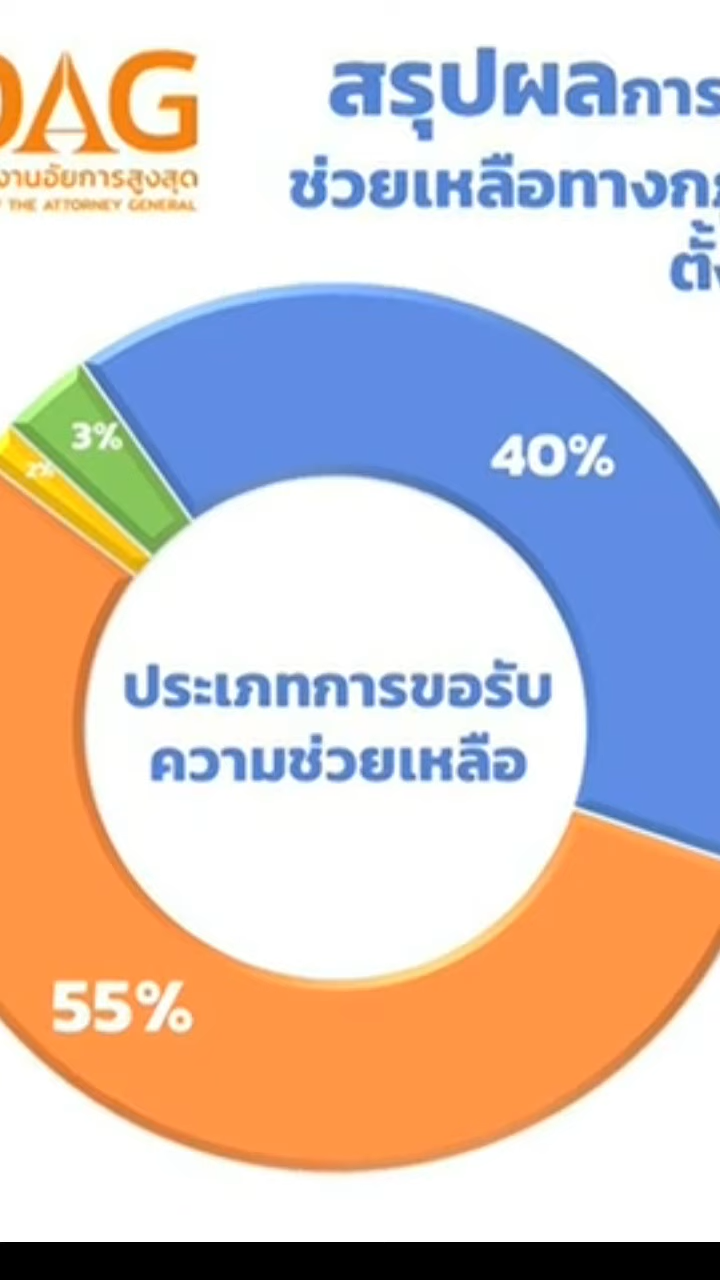 OAG
สรุปผลการ
งานอัยการสูงสุด
THE ATTORNEY GENERAL
ช่วยเหลือทางก
ตั้ง
3%
40%
2%
ประเภทการขอรับ
ความช่วยเหลือ
55%